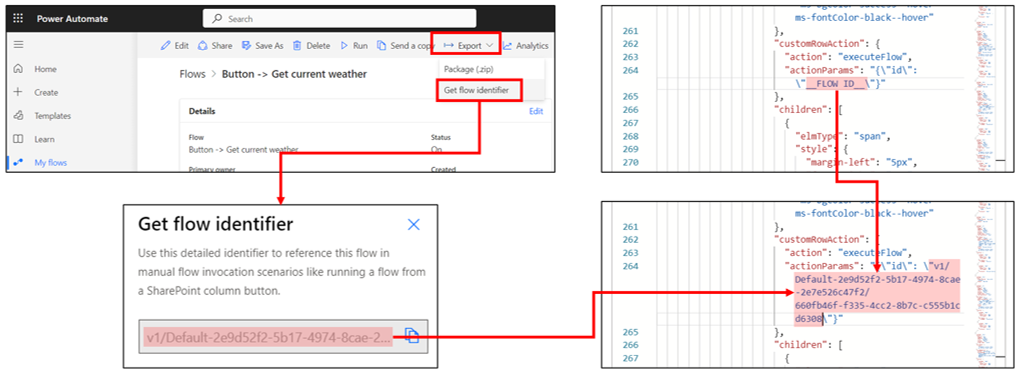 Power Automate
Search
Edit Share Save As Delete Run Send a copy Export Analytics
Home
Create
Templates
Learn
My flows
Flows > Button -> Get current weather
Package (.zip)
Get flow identifier
Details
Edit
Flow
Button -> Get current weather
Status
On
Primary owner
Created
Get flow identifier
Use this detailed identifier to reference this flow in
manual flow invocation scenarios like running a flow from
a SharePoint column button.
v1/Default-2e9d52f2-5b17-4974-8cae-2...
ms-fontColor-black--hover"
261 },
262 "customRowAction": {
263 "action": "executeFlow",
264 "actionParams": "{\"id\":
\"__FLOW_ID__\"}"
265 },
266 "children": [
267 {
268 "elmType": "span",
269 "style": {
270 "margin-left": "5px",
ms-fontColor-black--hover"
261 },
262 "customRowAction": {
263 "action": "executeFlow",
264 "actionParams": "{\"id\": \"v1/
Default-2e9d52f2-5b17-4974-8cae
-2e7e526c47f2/
660fb46f-f335-4cc2-8b7c-c555b1c
d6308\"}"
265 },
266 "children": [
267 {